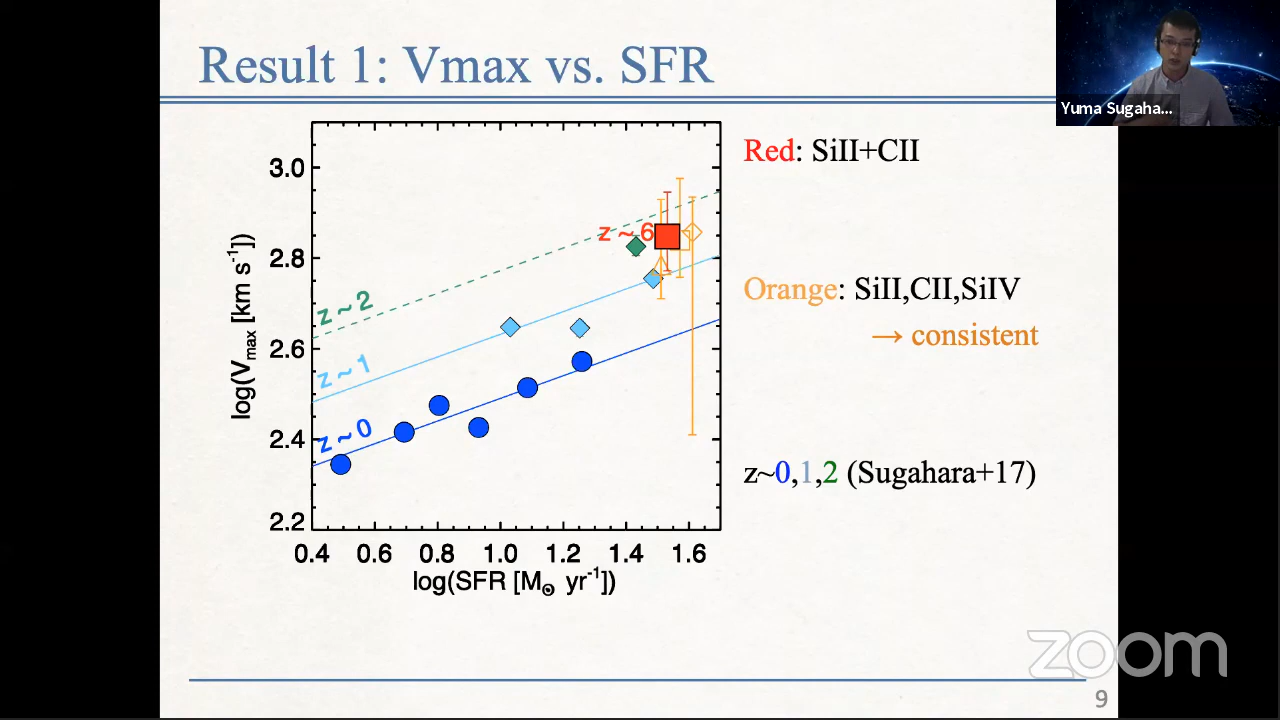 Result 1: Vmax vs. SFR
Yuma Sugaha...
Red: SiII+CII
Orange: SiII,CII,SiIV
→ consistent
z~0,1,2 (Sugahara+17)
log(Vmax [km s-1])
3.0
2.8
2.6
2.4
2.2
z ~ 6
z ~ 2
z ~ 1
z ~ 0
0.4 0.6 0.8 1.0 1.2 1.4 1.6
log(SFR [M⊙ yr-1])
zoom
9